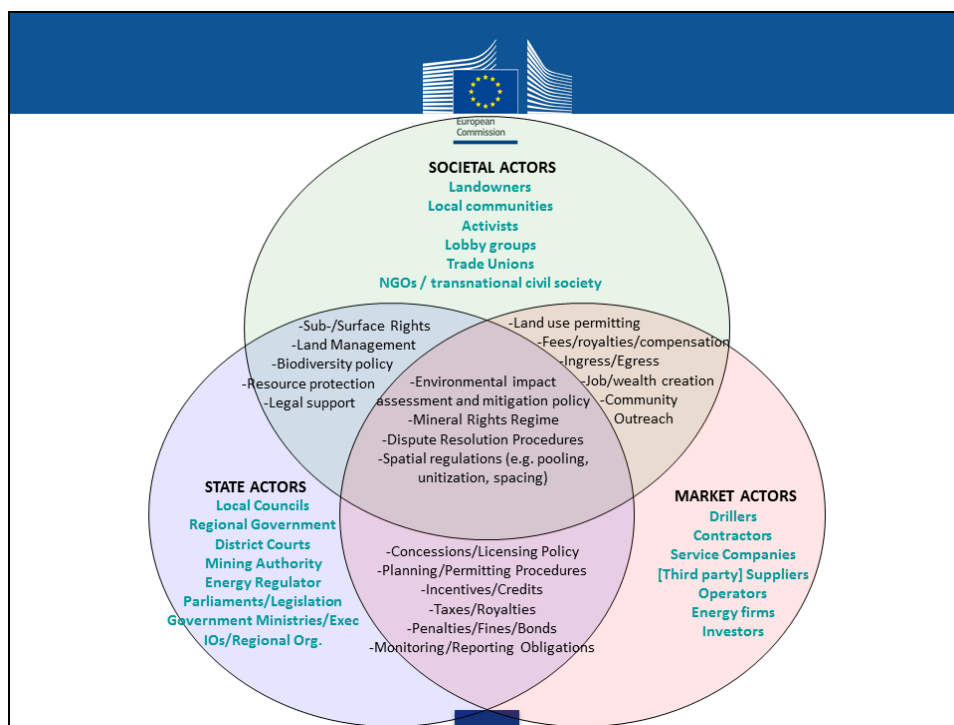 European
Commission
SOCIETAL ACTORS
Landowners
Local communities
Activists
Lobby groups
Trade Unions
NGOs / transnational civil society
-Sub-/Surface Rights
-Land Management
-Biodiversity policy
-Resource protection
-Legal support
-Land use permitting
-Fees/royalties/compensation
-Ingress/Egress
-Job/wealth creation
-Community
Outreach
-Environmental impact
assessment and mitigation policy
-Mineral Rights Regime
-Dispute Resolution Procedures
-Spatial regulations (e.g. pooling,
unitization, spacing)
STATE ACTORS
Local Councils
Regional Government
District Courts
Mining Authority
Energy Regulator
Parliaments/Legislation
Government Ministries/Exec
IOs/Regional Org.
MARKET ACTORS
Drillers
Contractors
Service Companies
[Third party] Suppliers
Operators
Energy firms
Investors
-Concessions/Licensing Policy
-Planning/Permitting Procedures
-Incentives/Credits
-Taxes/Royalties
-Penalties/Fines/Bonds
-Monitoring/Reporting Obligations